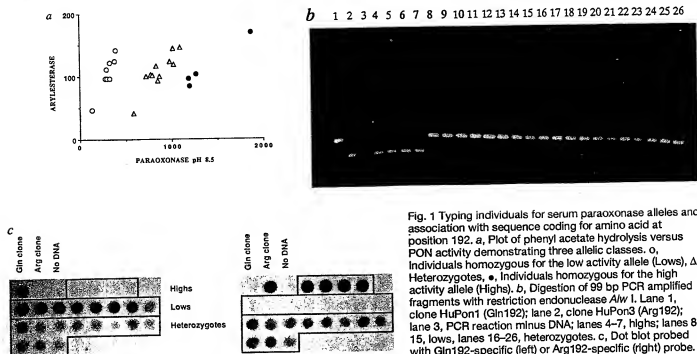 a
200
100
0
ARYLESTERASE
0
1000
2000
PARAOXONASE pH 8.5
b
1 2 3 4 5 6 7 8 9 10 11 12 13 14 15 16 17 18 19 20 21 22 23 24 25 26
c
Gln clone
Arg clone
No DNA
Highs
Lows
Heterozygotes
Gln clone
Arg clone
No DNA
Fig. 1 Typing individuals for serum paraoxonase alleles and
association with sequence coding for amino acid at
position 192. a, Plot of phenyl acetate hydrolysis versus
PON activity demonstrating three allelic classes. o,
Individuals homozygous for the low activity allele (Lows), Δ
Heterozygotes, ●, Individuals homozygous for the high
activity allele (Highs). b, Digestion of 99 bp PCR amplified
fragments with restriction endonuclease Alw I. Lane 1,
clone HuPon1 (Gln192); lane 2, clone HuPon3 (Arg192);
lane 3, PCR reaction minus DNA; lanes 4–7, highs; lanes 8–
15, lows, lanes 16–26, heterozygotes. c, Dot blot probed
with Gln192-specific (left) or Arg192-specific (right) probe.